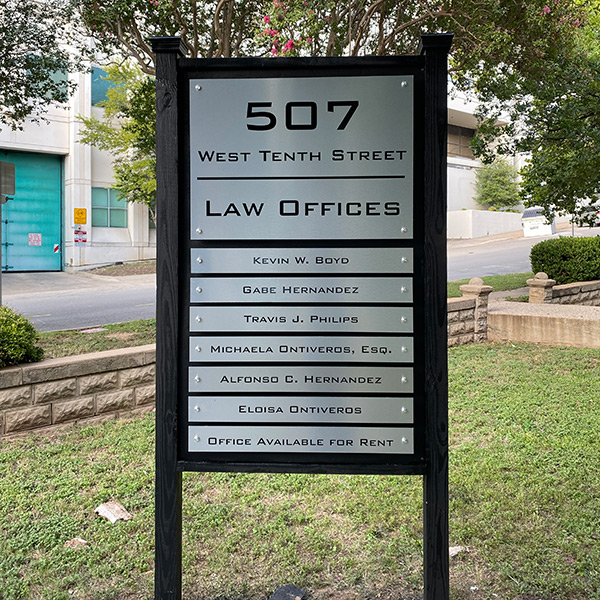 507
West Tenth Street
Law Offices
Kevin W. Boyd
Gabe Hernandez
Travis J. Philips
Michaela Ontiveros, Esq.
Alfonso C. Hernandez
Eloisa Ontiveros
Office Available for Rent